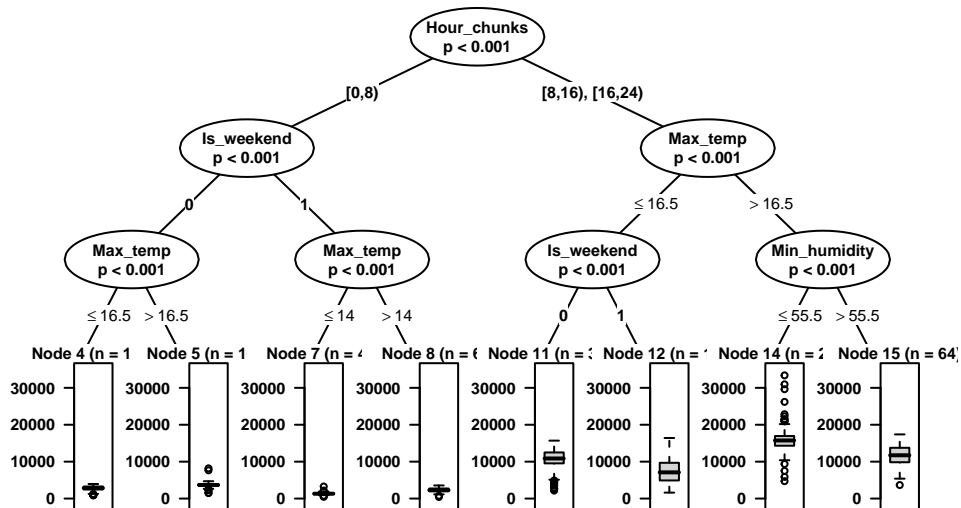 Hour_chunks
p < 0.001
[0,8) [8,16), [16,24)
Is_weekend
p < 0.001
Max_temp
p < 0.001
0 1 ≤ 16.5 > 16.5
Max_temp
p < 0.001
Max_temp
p < 0.001
Is_weekend
p < 0.001
Min_humidity
p < 0.001
≤ 16.5 > 16.5 ≤ 14 > 14 0 1 ≤ 55.5 > 55.5
Node 4 (n = 1
Node 5 (n = 1
Node 7 (n =
Node 8 (n =
Node 11 (n =
Node 12 (n =
Node 14 (n = 2
Node 15 (n = 64)
30000 30000 30000 30000 30000 30000 30000 30000
20000 20000 20000 20000 20000 20000 20000 20000
10000 10000 10000 10000 10000 10000 10000 10000
0 0 0 0 0 0 0 0